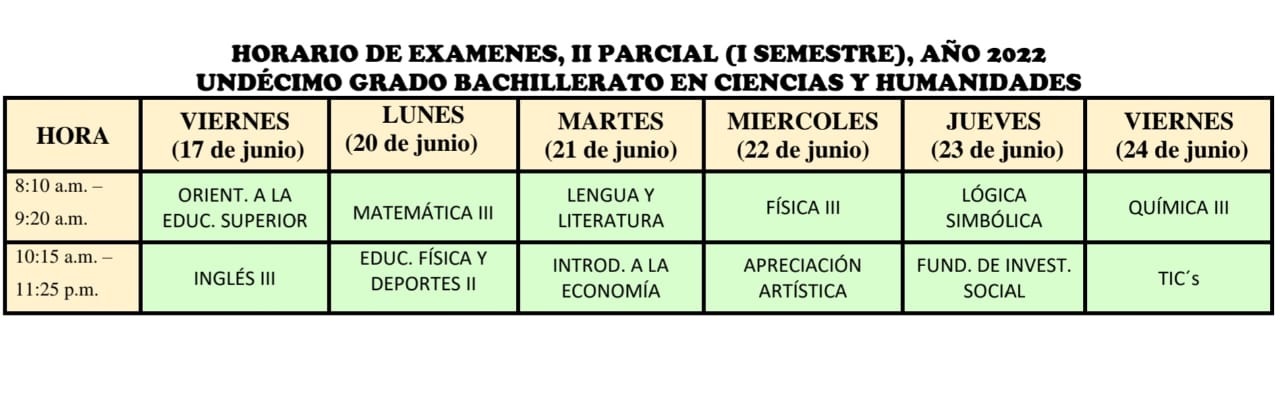 HORARIO DE EXAMENES, II PARCIAL (I SEMESTRE), AÑO 2022
UNDÉCIMO GRADO BACHILLERATO EN CIENCIAS Y HUMANIDADES
HORA
VIERNES
(17 de junio)
LUNES
(20 de junio)
MARTES
(21 de junio)
MIERCOLES
(22 de junio)
JUEVES
(23 de junio)
VIERNES
(24 de junio)
8:10 a.m. –
9:20 a.m.
ORIENT. A LA
EDUC. SUPERIOR
MATEMÁTICA III
LENGUA Y
LITERATURA
FÍSICA III
LÓGICA
SIMBÓLICA
QUÍMICA III
10:15 a.m. –
11:25 p.m.
INGLÉS III
EDUC. FÍSICA Y
DEPORTES II
INTROD. A LA
ECONOMÍA
APRECIACIÓN
ARTÍSTICA
FUND. DE INVEST.
SOCIAL
TIC´s